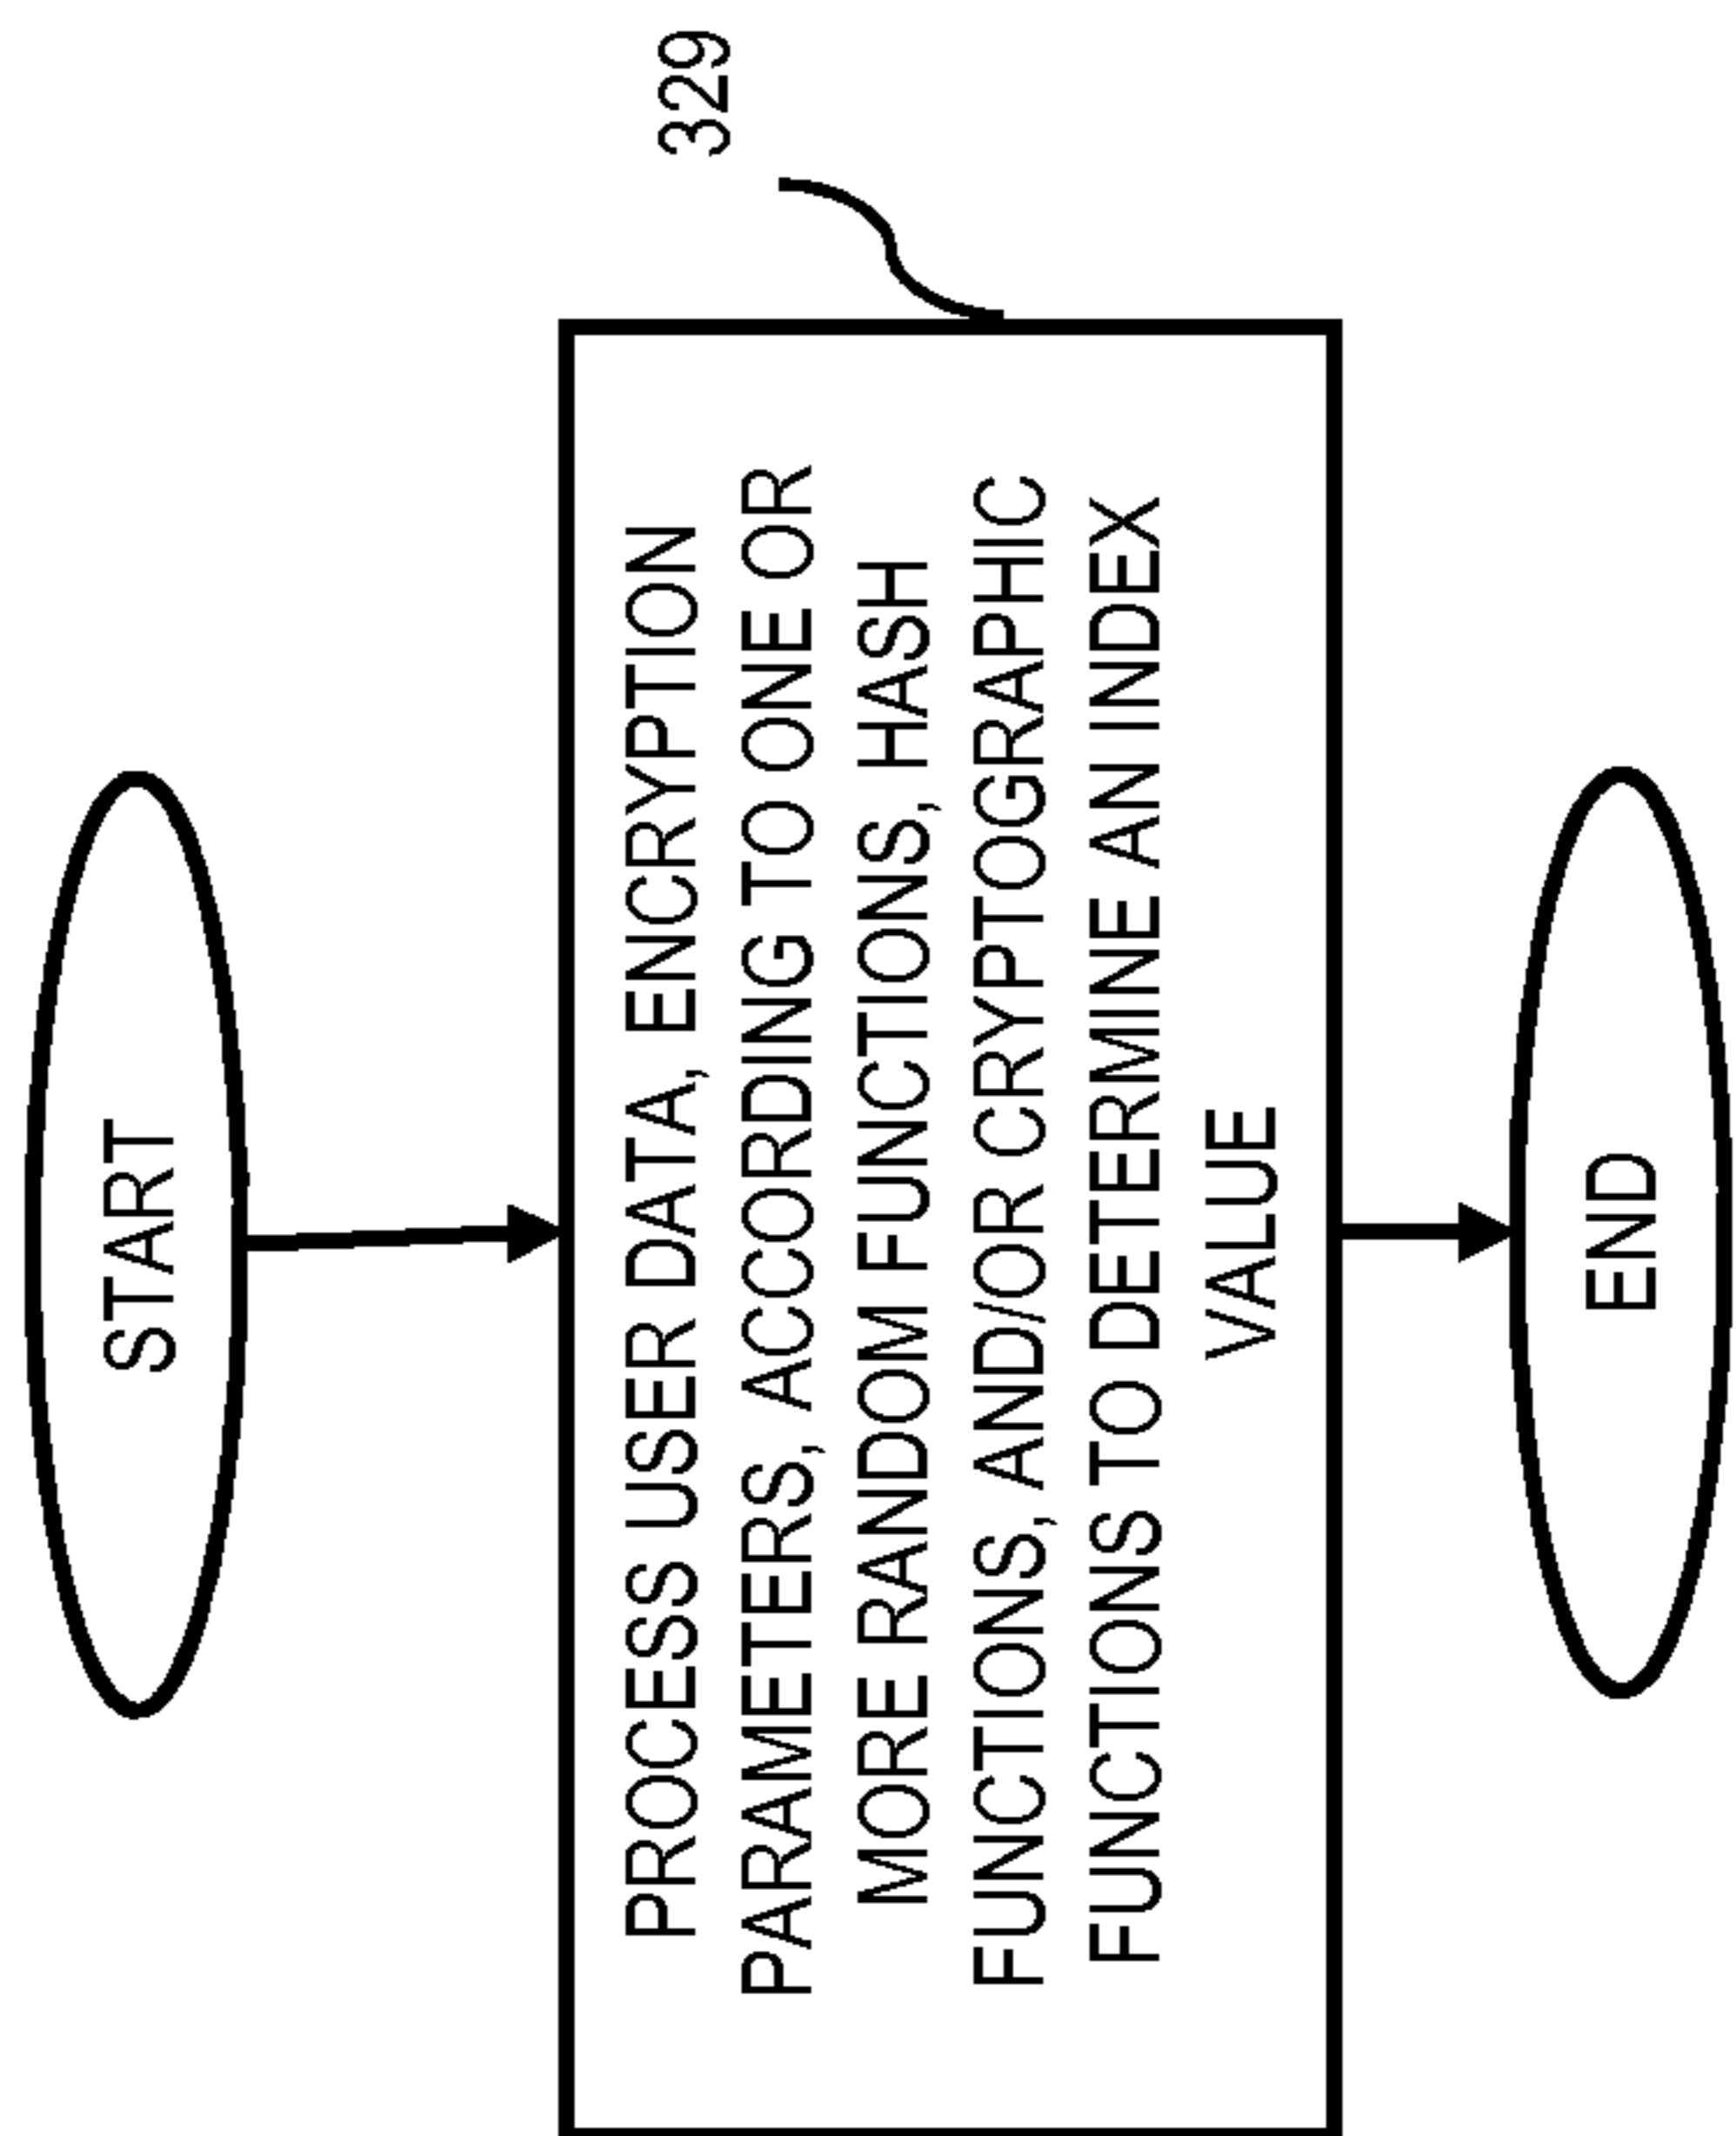 START
329
PROCESS USER DATA, ENCRYPTION
PARAMETERS, ACCORDING TO ONE OR
MORE RANDOM FUNCTIONS, HASH
FUNCTIONS, AND/OR CRYPTOGRAPHIC
FUNCTIONS TO DETERMINE AN INDEX
VALUE
END